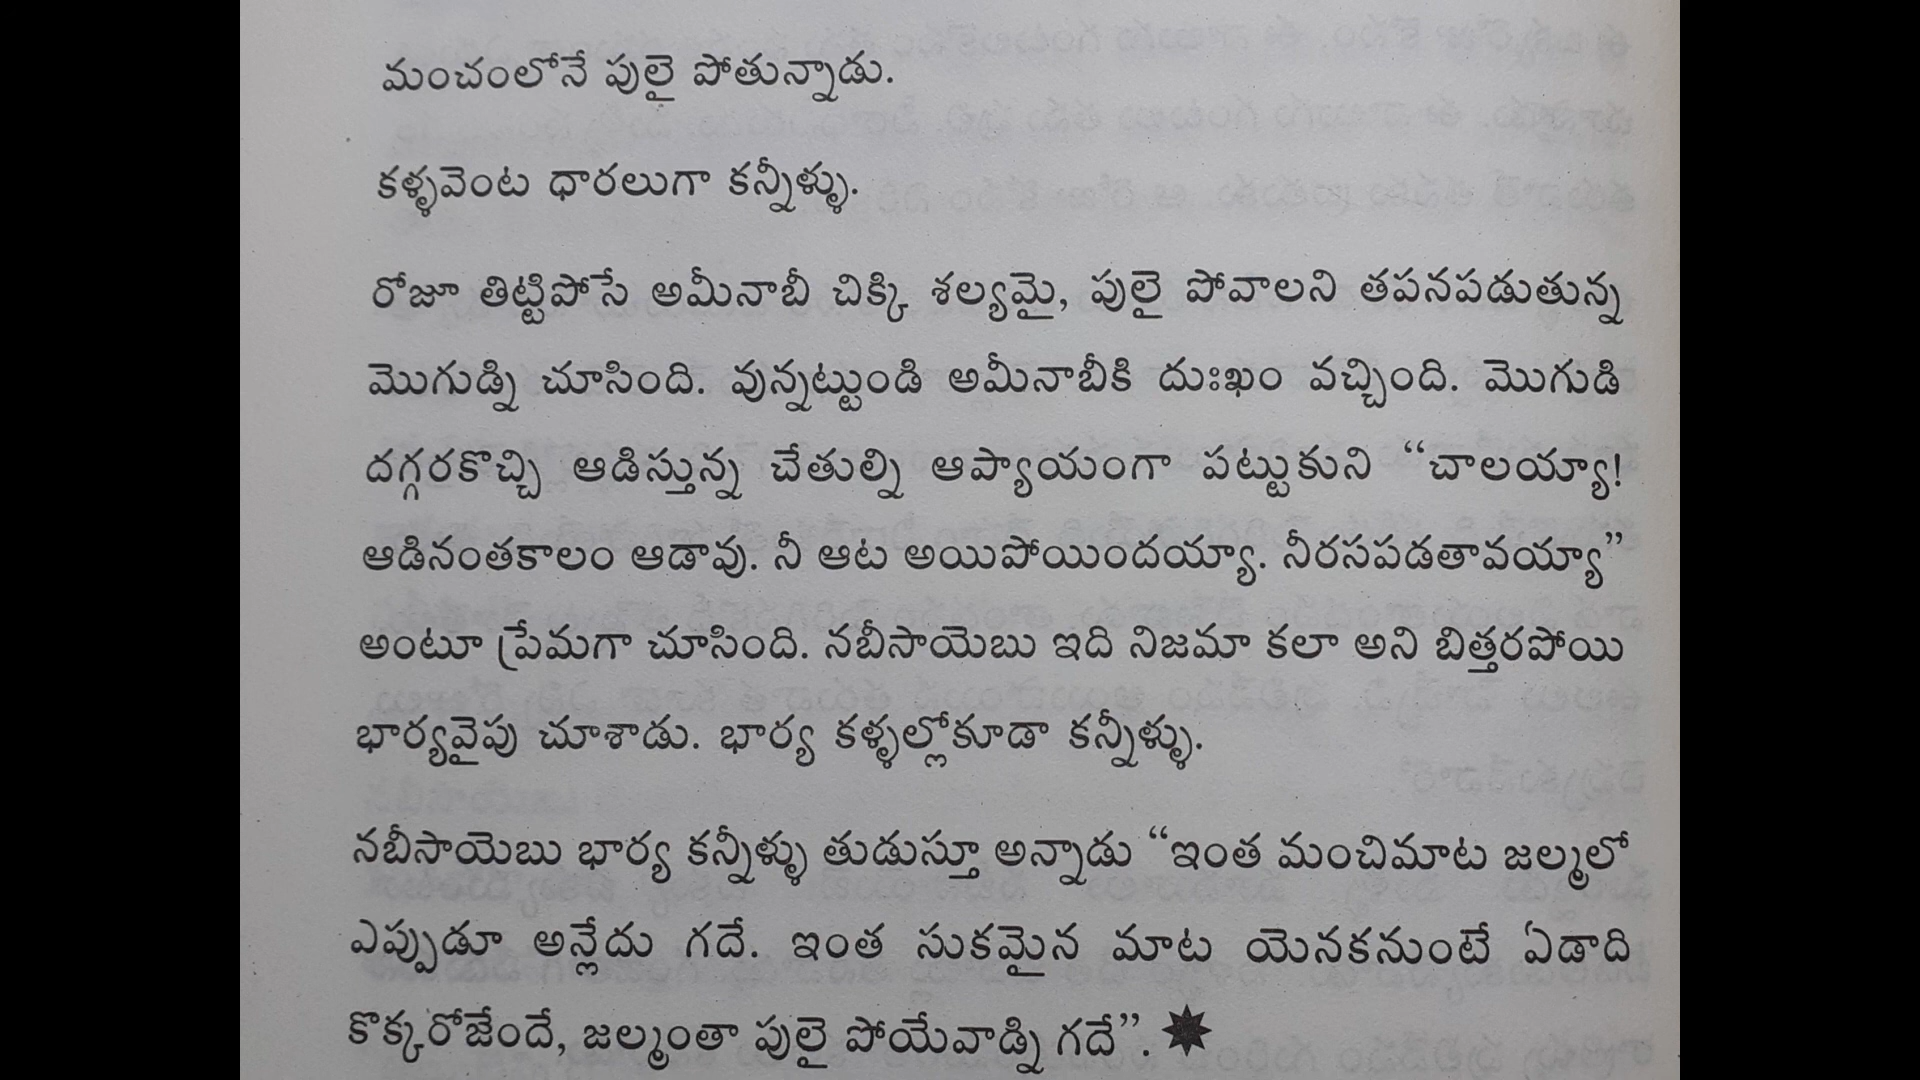 మంచంలోనే పులై పోతున్నాడు.
కళ్ళవెంట ధారలుగా కన్నీళ్ళు.
రోజూ తిట్టిపోసే అమీనాబీ చిక్కి శల్యమై, పులై పోవాలని తపనపడుతున్న
మొగుడ్ని చూసింది. వున్నట్టుండి అమీనాబీకి దుఃఖం వచ్చింది. మొగుడి
దగ్గరకొచ్చి ఆడిస్తున్న చేతుల్ని ఆప్యాయంగా పట్టుకుని “చాలయ్యా!
ఆడినంతకాలం ఆడావు. నీ ఆట అయిపోయిందయ్యా. నీరసపడతావయ్యా”
అంటూ ప్రేమగా చూసింది. నబీసాయెబు ఇది నిజమా కలా అని బిత్తరపోయి
భార్యవైపు చూశాడు. భార్య కళ్ళల్లోకూడా కన్నీళ్ళు.
నబీసాయెబు భార్య కన్నీళ్ళు తుడుస్తూ అన్నాడు “ఇంత మంచిమాట జల్మలో
ఎప్పుడూ అన్లేదు గదే. ఇంత సుకమైన మాట యెనకనుంటే ఏడాది
కొక్కరోజేందే, జల్మంతా పులై పోయేవాడ్ని గదే”.